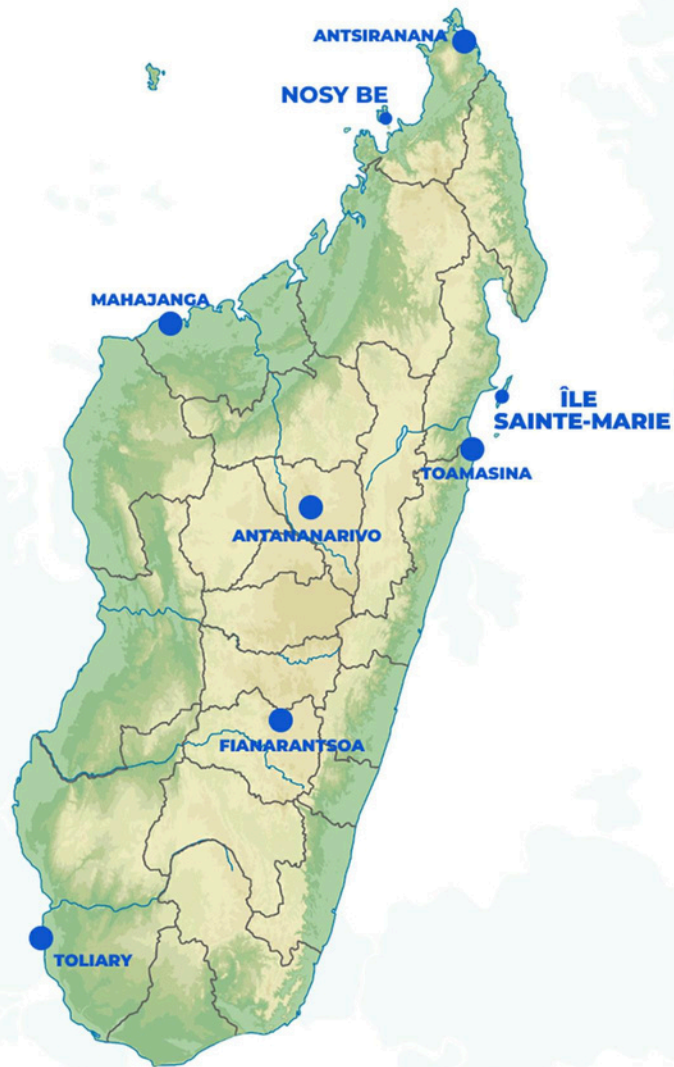 ANTSIRANANA
NOSY BE
MAHAJANGA
ÎLE
SAINTE-MARIE
TOAMASINA
ANTANANARIVO
FIANARANTSOA
TOLIARY